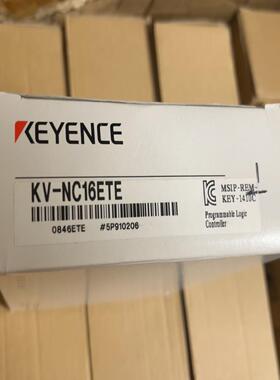 KEYENCE
KV-NC16ETE
MSIP-REM-
KEY-1410C
Programmable Logic
Controller
0846ETE #5P910206